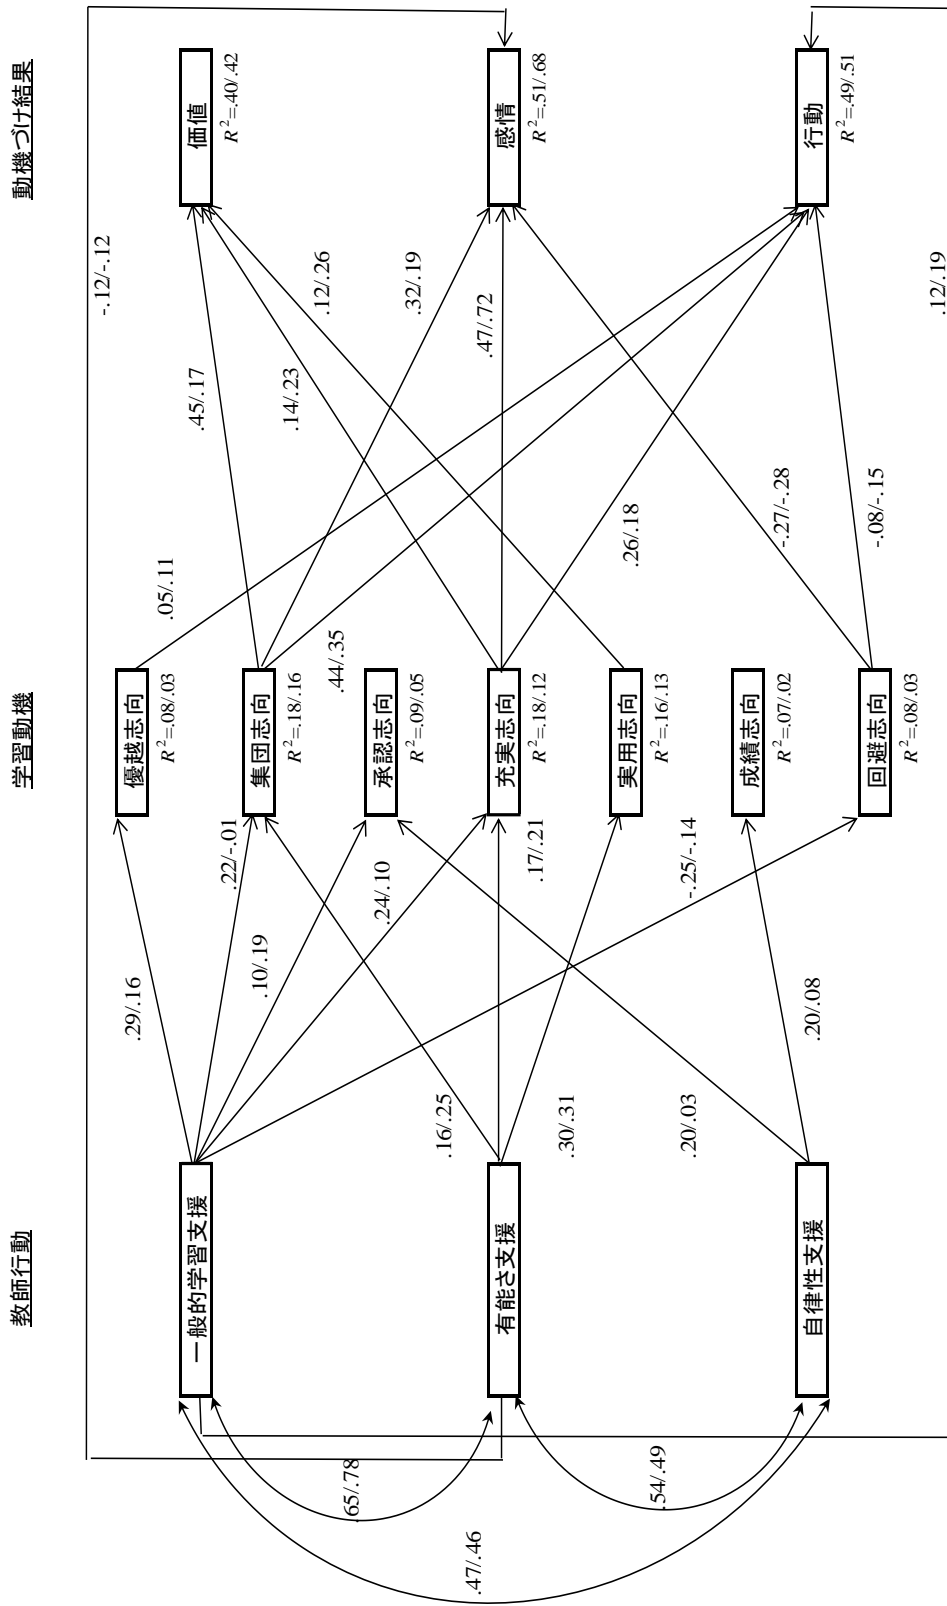 教師行動
学習動機
動機づけ結果
一般的学習支援
有能さ支援
自律性支援
.65/.78
.54/.49
.47/.46
.29/.16
.22/-.01
.10/.19
.24/.10
-.25/-.14
.16/.25
.17/.21
.30/.31
.20/.03
.20/.08
優越志向
R²=.08/.03
集団志向
R²=.18/.16
承認志向
R²=.09/.05
充実志向
R²=.18/.12
実用志向
R²=.16/.13
成績志向
R²=.07/.02
回避志向
R²=.08/.03
.05/.11
.45/.17
.44/.35
.32/.19
.14/.23
.47/.72
.26/.18
.12/.26
-.27/-.28
-.08/-.15
-.12/-.12
.12/.19
価値
R²=.40/.42
感情
R²=.51/.68
行動
R²=.49/.51